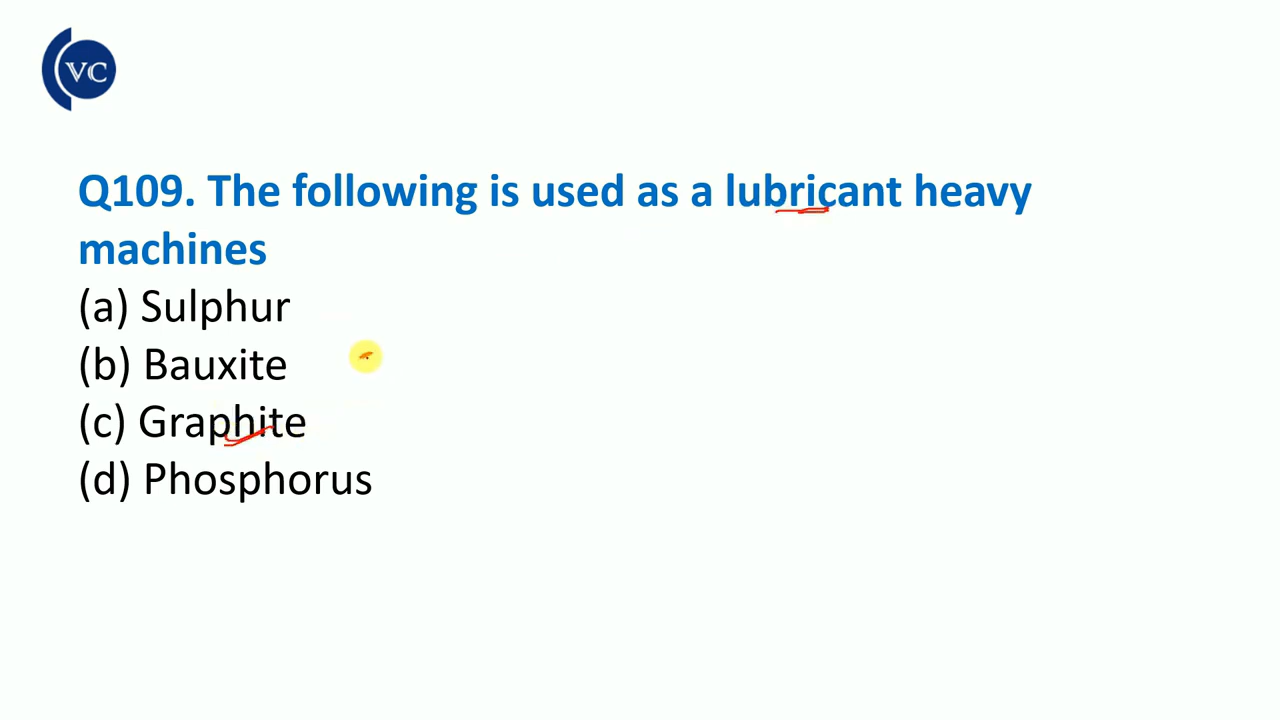 VC
Q109. The following is used as a lubricant heavy
machines
(a) Sulphur
(b) Bauxite
(c) Graphite
(d) Phosphorus